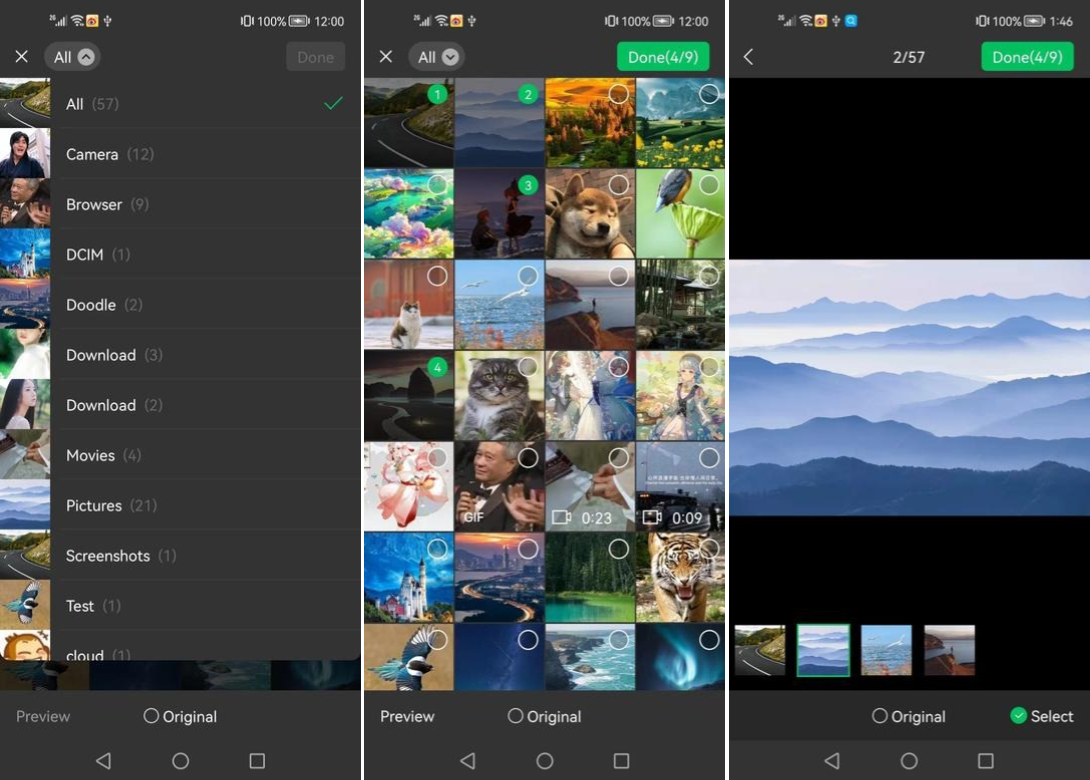 100% 12:00
All
Done
All (57)
Camera (12)
Browser (9)
DCIM (1)
Doodle (2)
Download (3)
Download (2)
Movies (4)
Pictures (21)
Screenshots (1)
Test (1)
cloud (1)
Preview
Original
100% 12:00
All
Done(4/9)
1
2
3
4
GIF
0:23
0:09
Preview
Original
100% 1:46
2/57
Done(4/9)
Original
Select